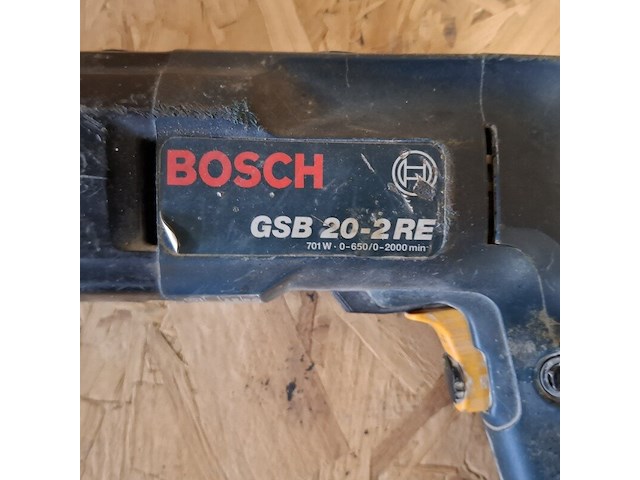 BOSCH
GSB 20-2 RE
701 W · 0-650/0-2000 min⁻